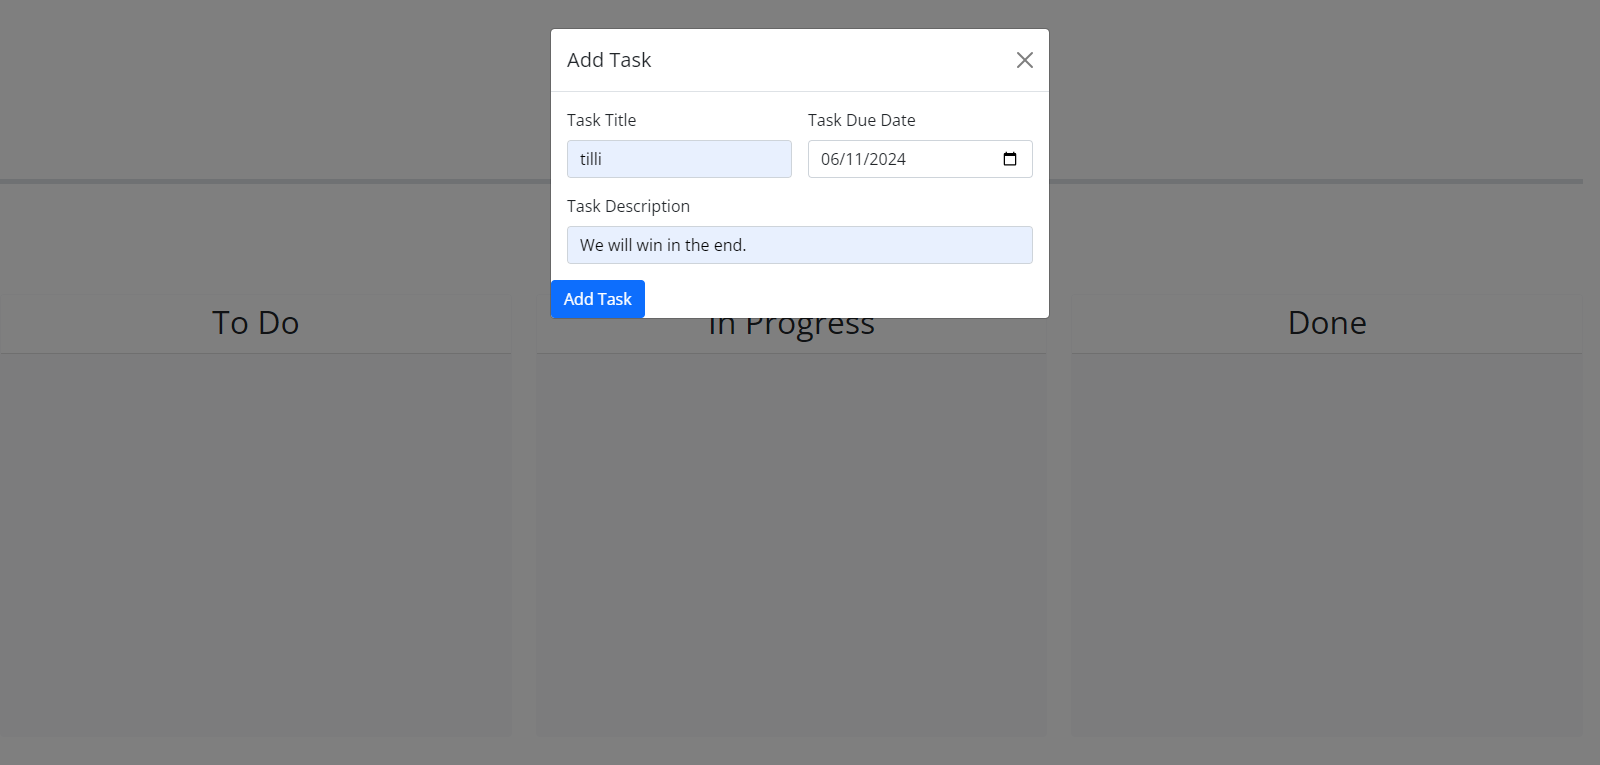 Add Task
Task Title
Task Due Date
tilli
06/11/2024
Task Description
We will win in the end.
Add Task
To Do
In Progress
Done